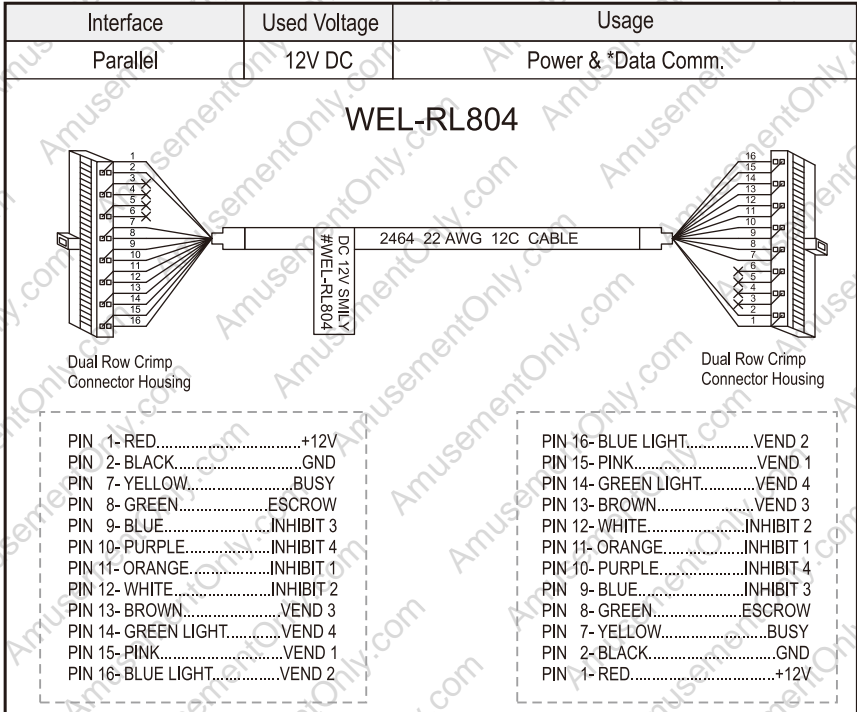 Interface Used Voltage Usage
Parallel 12V DC Power & *Data Comm.
WEL-RL804
1
2
3
4
5
6
7
8
9
10
11
12
13
14
15
16
DC 12V SMILY
#WEL-RL804
2464 22 AWG 12C CABLE
16
15
14
13
12
11
10
9
8
7
6
5
4
3
2
1
Dual Row Crimp
Connector Housing
Dual Row Crimp
Connector Housing
PIN 1- RED..........................+12V
PIN 2- BLACK.......................GND
PIN 7- YELLOW...................BUSY
PIN 8- GREEN................ESCROW
PIN 9- BLUE....................INHIBIT 3
PIN 10- PURPLE................INHIBIT 4
PIN 11- ORANGE...............INHIBIT 1
PIN 12- WHITE..................INHIBIT 2
PIN 13- BROWN.................VEND 3
PIN 14- GREEN LIGHT..........VEND 4
PIN 15- PINK.....................VEND 1
PIN 16- BLUE LIGHT.............VEND 2
PIN 16- BLUE LIGHT.............VEND 2
PIN 15- PINK.....................VEND 1
PIN 14- GREEN LIGHT..........VEND 4
PIN 13- BROWN.................VEND 3
PIN 12- WHITE..................INHIBIT 2
PIN 11- ORANGE...............INHIBIT 1
PIN 10- PURPLE................INHIBIT 4
PIN 9- BLUE....................INHIBIT 3
PIN 8- GREEN................ESCROW
PIN 7- YELLOW...................BUSY
PIN 2- BLACK.......................GND
PIN 1- RED..........................+12V
AmusementOnly.com